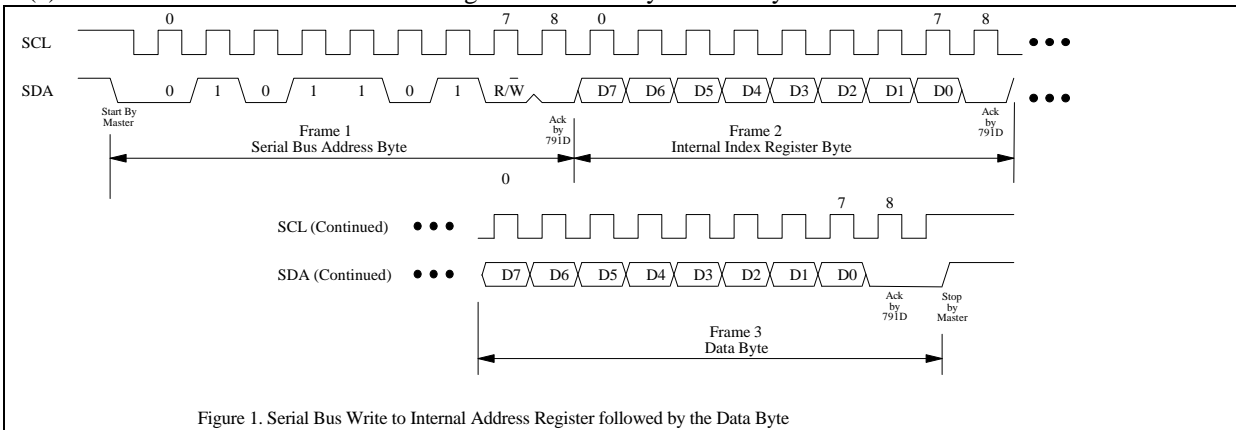 0 7 8 0 7 8
SCL
SDA 0 1 0 1 1 0 1 R/W̅ D7 D6 D5 D4 D3 D2 D1 D0
Start By
Master
Ack
by
791D
Ack
by
791D
Frame 1
Serial Bus Address Byte
Frame 2
Internal Index Register Byte
0
7 8
SCL (Continued)
SDA (Continued) D7 D6 D5 D4 D3 D2 D1 D0
Ack
by
791D
Stop
by
Master
Frame 3
Data Byte
Figure 1. Serial Bus Write to Internal Address Register followed by the Data Byte